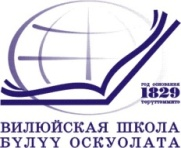 год основания
1829
төрүттэммитэ
ВИЛЮЙСКАЯ ШКОЛА
БҮЛҮҮ ОСКУОЛАТА